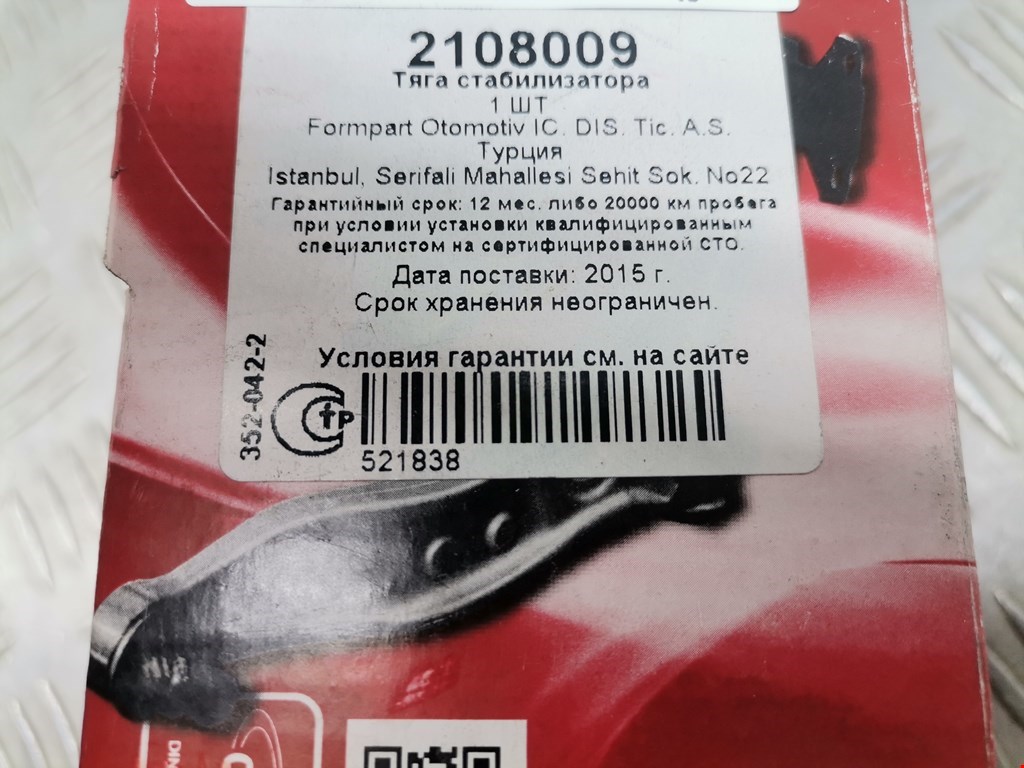 2108009
Тяга стабилизатора
1 ШТ
Formpart Otomotiv IC. DIS. Tic. A.S.
Турция
Istanbul, Serifali Mahallesi Sehit Sok. No22
Гарантийный срок: 12 мес. либо 20000 км пробега
при условии установки квалифицированным
специалистом на сертифицированной СТО.
Дата поставки: 2015 г.
Срок хранения неограничен.
Условия гарантии см. на сайте
352-042-2
521838